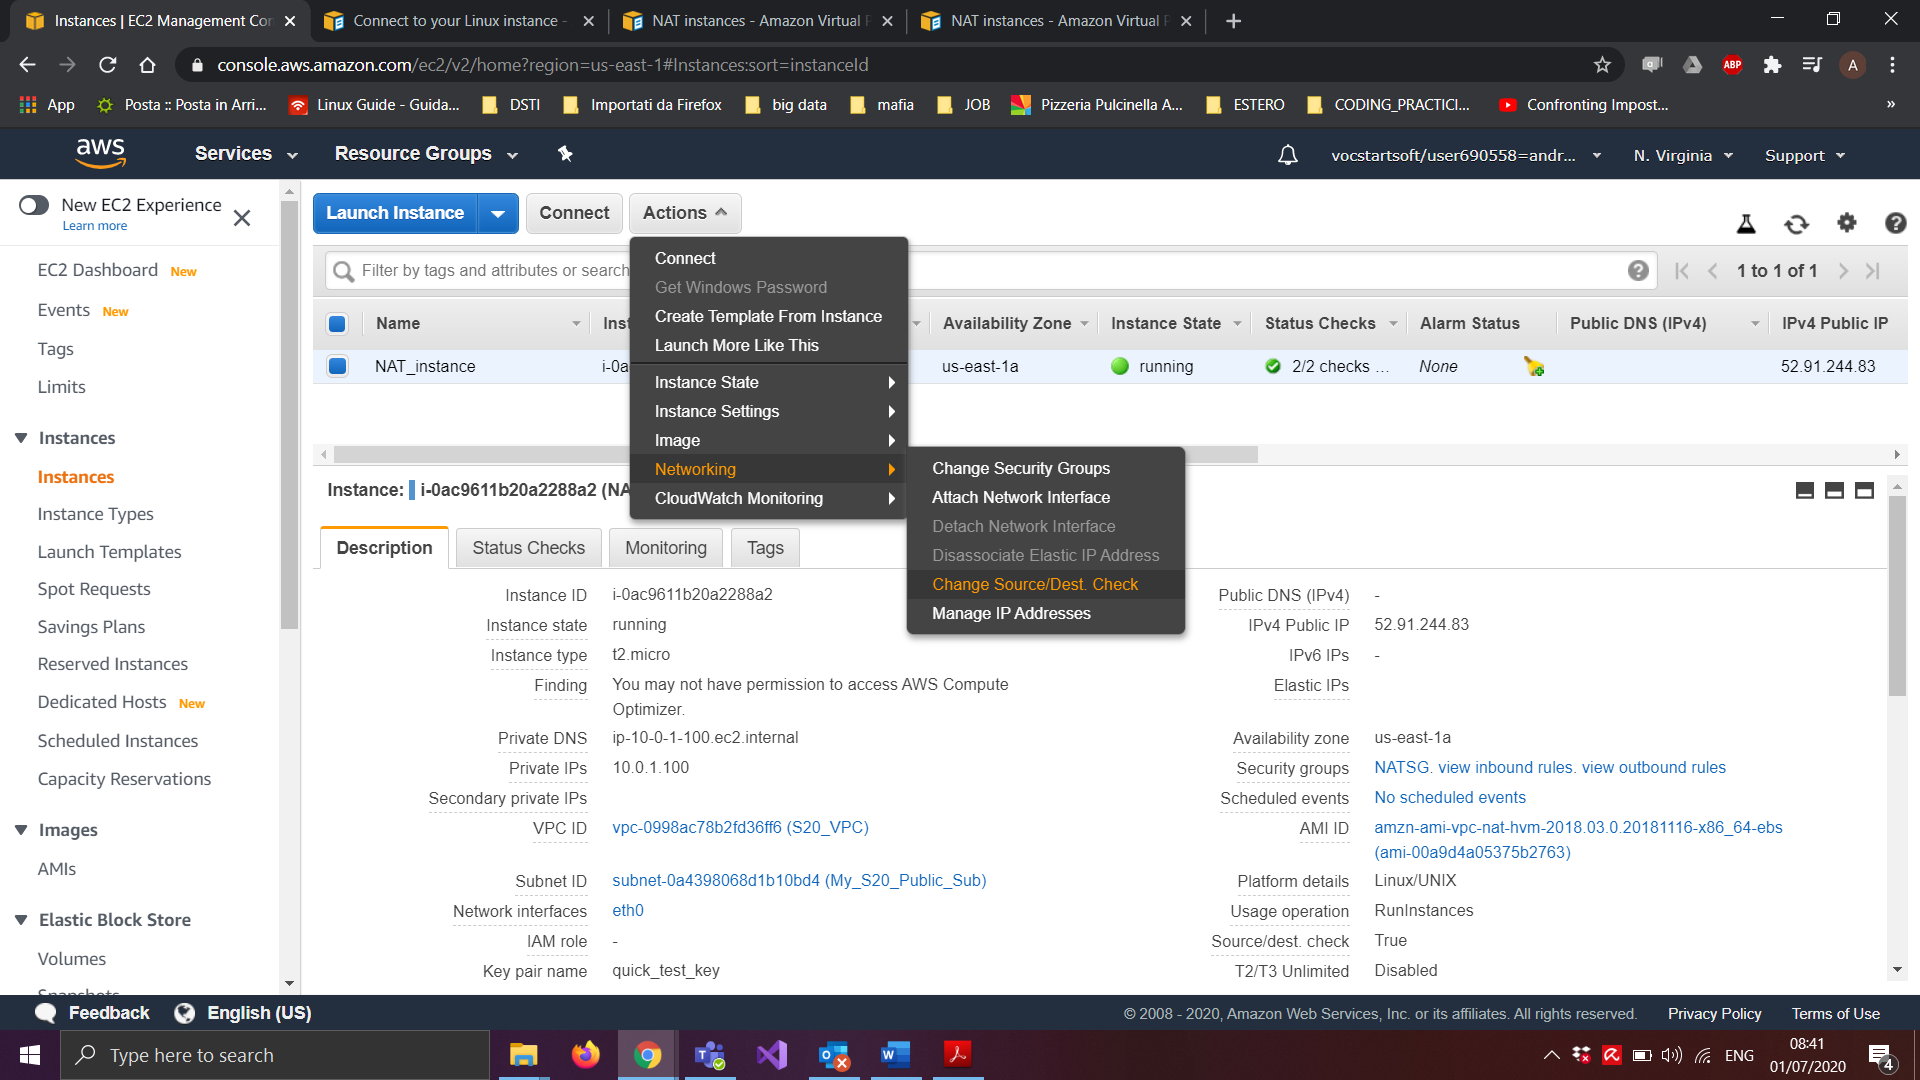 Instances | EC2 Management Con
Connect to your Linux instance -
NAT instances - Amazon Virtual P
NAT instances - Amazon Virtual P
console.aws.amazon.com/ec2/v2/home?region=us-east-1#Instances:sort=instanceId
ABP
A
App
Posta :: Posta in Arri...
Linux Guide - Guida...
DSTI
Importati da Firefox
big data
mafia
JOB
Pizzeria Pulcinella A...
ESTERO
CODING_PRACTICI...
Confronting Impost...
»
aws
Services
Resource Groups
vocstartsoft/user690558=andr...
N. Virginia
Support
New EC2 Experience
Learn more
EC2 Dashboard New
Events New
Tags
Limits
Instances
Instances
Instance Types
Launch Templates
Spot Requests
Savings Plans
Reserved Instances
Dedicated Hosts New
Scheduled Instances
Capacity Reservations
Images
AMIs
Elastic Block Store
Volumes
Snapshots
Launch Instance
Connect
Actions
Filter by tags and attributes or search
1 to 1 of 1
Name
Inst
Availability Zone
Instance State
Status Checks
Alarm Status
Public DNS (IPv4)
IPv4 Public IP
NAT_instance
i-0a
us-east-1a
running
2/2 checks ...
None
52.91.244.83
Connect
Get Windows Password
Create Template From Instance
Launch More Like This
Instance State
Instance Settings
Image
Networking
CloudWatch Monitoring
Change Security Groups
Attach Network Interface
Detach Network Interface
Disassociate Elastic IP Address
Change Source/Dest. Check
Manage IP Addresses
Instance: i-0ac9611b20a2288a2 (NA
Description
Status Checks
Monitoring
Tags
Instance ID i-0ac9611b20a2288a2
Instance state running
Instance type t2.micro
Finding You may not have permission to access AWS Compute
Optimizer.
Private DNS ip-10-0-1-100.ec2.internal
Private IPs 10.0.1.100
Secondary private IPs
VPC ID vpc-0998ac78b2fd36ff6 (S20_VPC)
Subnet ID subnet-0a4398068d1b10bd4 (My_S20_Public_Sub)
Network interfaces eth0
IAM role -
Key pair name quick_test_key
Public DNS (IPv4) -
IPv4 Public IP 52.91.244.83
IPv6 IPs -
Elastic IPs
Availability zone us-east-1a
Security groups NATSG. view inbound rules. view outbound rules
Scheduled events No scheduled events
AMI ID amzn-ami-vpc-nat-hvm-2018.03.0.20181116-x86_64-ebs
(ami-00a9d4a05375b2763)
Platform details Linux/UNIX
Usage operation RunInstances
Source/dest. check True
T2/T3 Unlimited Disabled
Feedback
English (US)
© 2008 - 2020, Amazon Web Services, Inc. or its affiliates. All rights reserved.
Privacy Policy
Terms of Use
Type here to search
ENG
08:41
01/07/2020
4